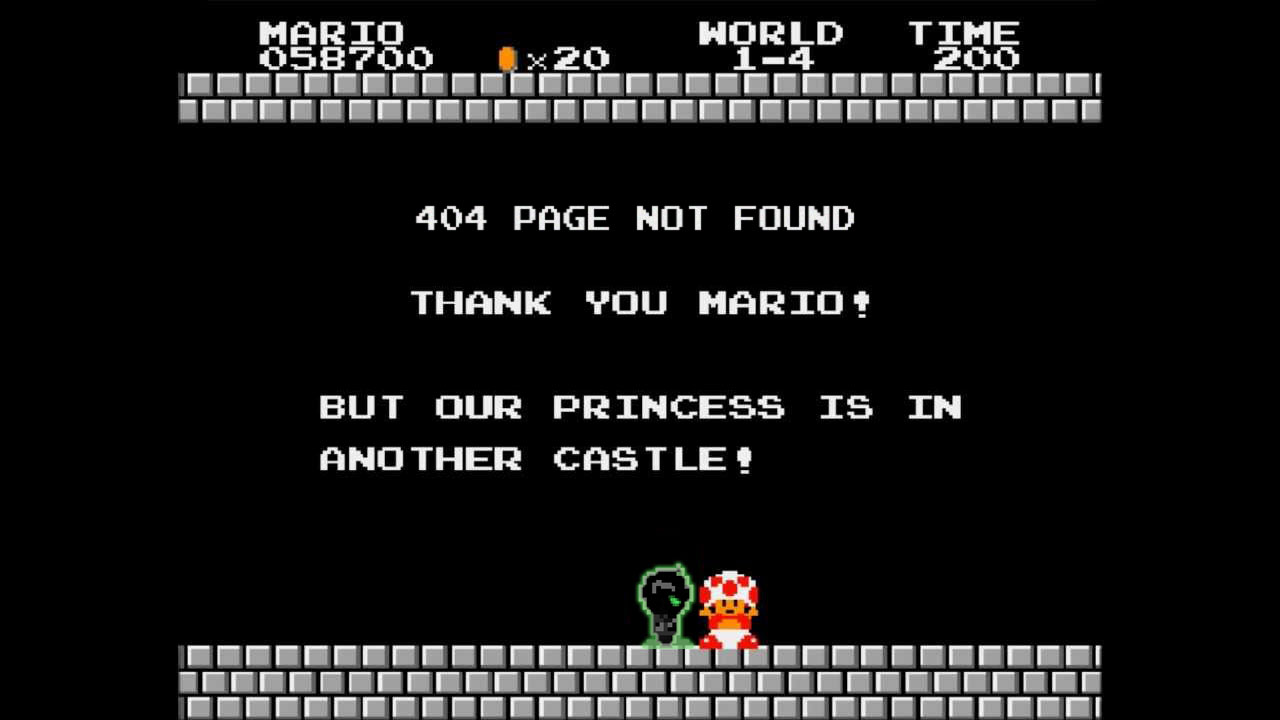 MARIO WORLD TIME
058700 ×20 1-4 200
404 PAGE NOT FOUND
THANK YOU MARIO!
BUT OUR PRINCESS IS IN
ANOTHER CASTLE!